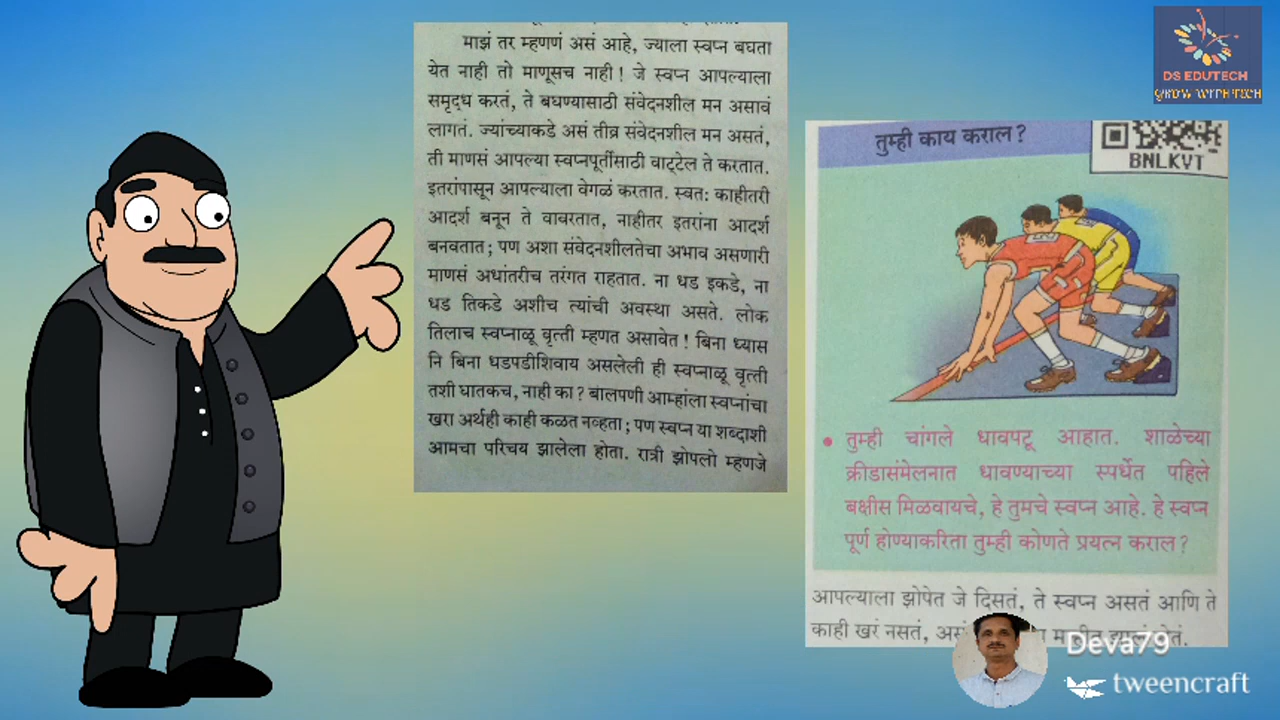 माझं तर म्हणणं असं आहे, ज्याला स्वप्न बघता
येत नाही तो माणूसच नाही! जे स्वप्न आपल्याला
समृद्ध करतं, ते बघण्यासाठी संवेदनशील मन असावं
लागतं. ज्यांच्याकडे असं तीव्र संवेदनशील मन असतं,
ती माणसं आपल्या स्वप्नपूर्तीसाठी वाट्टेल ते करतात.
इतरांपासून आपल्याला वेगळं करतात. स्वत: काहीतरी
आदर्श बनून ते वावरतात, नाहीतर इतरांना आदर्श
बनवतात; पण अशा संवेदनशीलतेचा अभाव असणारी
माणसं अधांतरीच तरंगत राहतात. ना धड इकडे, ना
धड तिकडे अशीच त्यांची अवस्था असते. लोक
तिलाच स्वप्नाळू वृत्ती म्हणत असावेत! बिना ध्यास
नि बिना धडपडीशिवाय असलेली ही स्वप्नाळू वृत्ती
तशी घातकच, नाही का? बालपणी आम्हांला स्वप्नांचा
खरा अर्थही काही कळत नव्हता; पण स्वप्न या शब्दाशी
आमचा परिचय झालेला होता. रात्री झोपलो म्हणजे
DS EDUTECH
GROW WITH TECH
तुम्ही काय कराल?
BNLKVT
• तुम्ही चांगले धावपटू आहात. शाळेच्या
क्रीडासंमेलनात धावण्याच्या स्पर्धेत पहिले
बक्षीस मिळवायचे, हे तुमचे स्वप्न आहे. हे स्वप्न
पूर्ण होण्याकरिता तुम्ही कोणते प्रयत्न कराल?
आपल्याला झोपेत जे दिसतं, ते स्वप्न असतं आणि ते
काही खरं नसतं,
Deva79
tweencraft